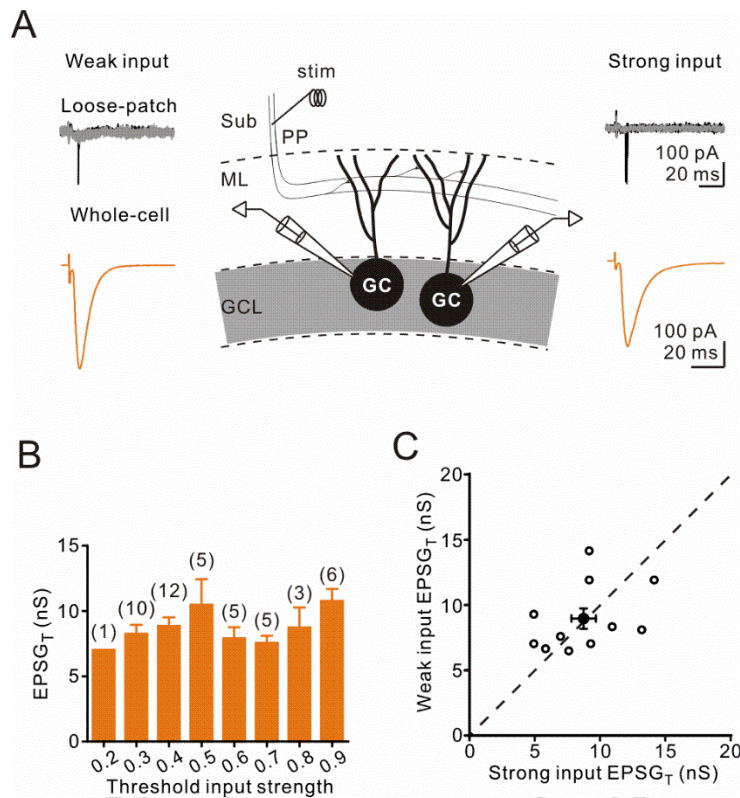 A
Weak input
Loose-patch
Whole-cell
stim
Sub
PP
ML
GC
GC
GCL
Strong input
100 pA
20 ms
100 pA
20 ms
B
15
10
5
0
EPSG_T (nS)
(1)
(10)
(12)
(5)
(5)
(5)
(3)
(6)
0.2 0.3 0.4 0.5 0.6 0.7 0.8 0.9
Threshold input strength
C
20
15
10
5
0
Weak input EPSG_T (nS)
0 5 10 15 20
Strong input EPSG_T (nS)